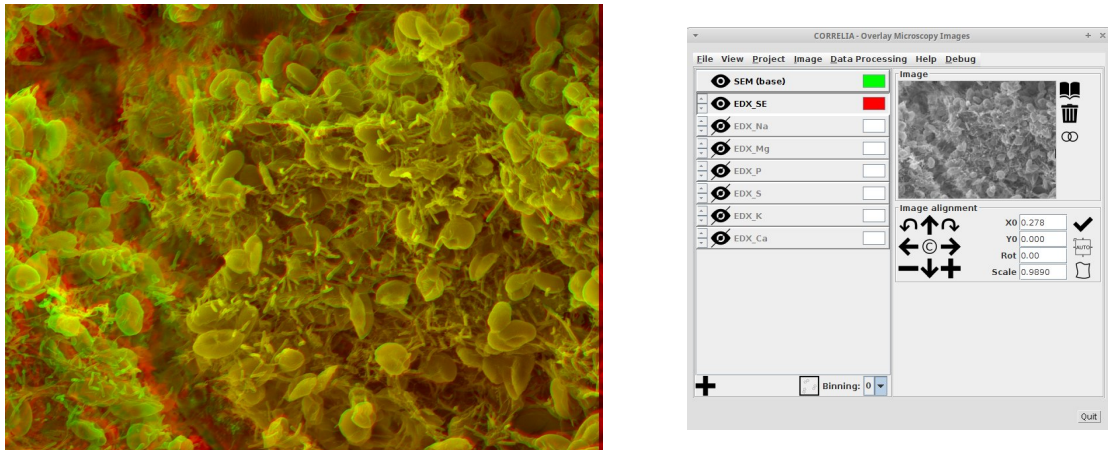 CORRELIA - Overlay Microscopy Images
File View Project Image Data Processing Help Debug
SEM (base)
EDX_SE
EDX_Na
EDX_Mg
EDX_P
EDX_S
EDX_K
EDX_Ca
Binning: 0
Image
Image alignment
X0 0.278
Y0 0.000
Rot 0.00
Scale 0.9890
©
AUTO
Quit